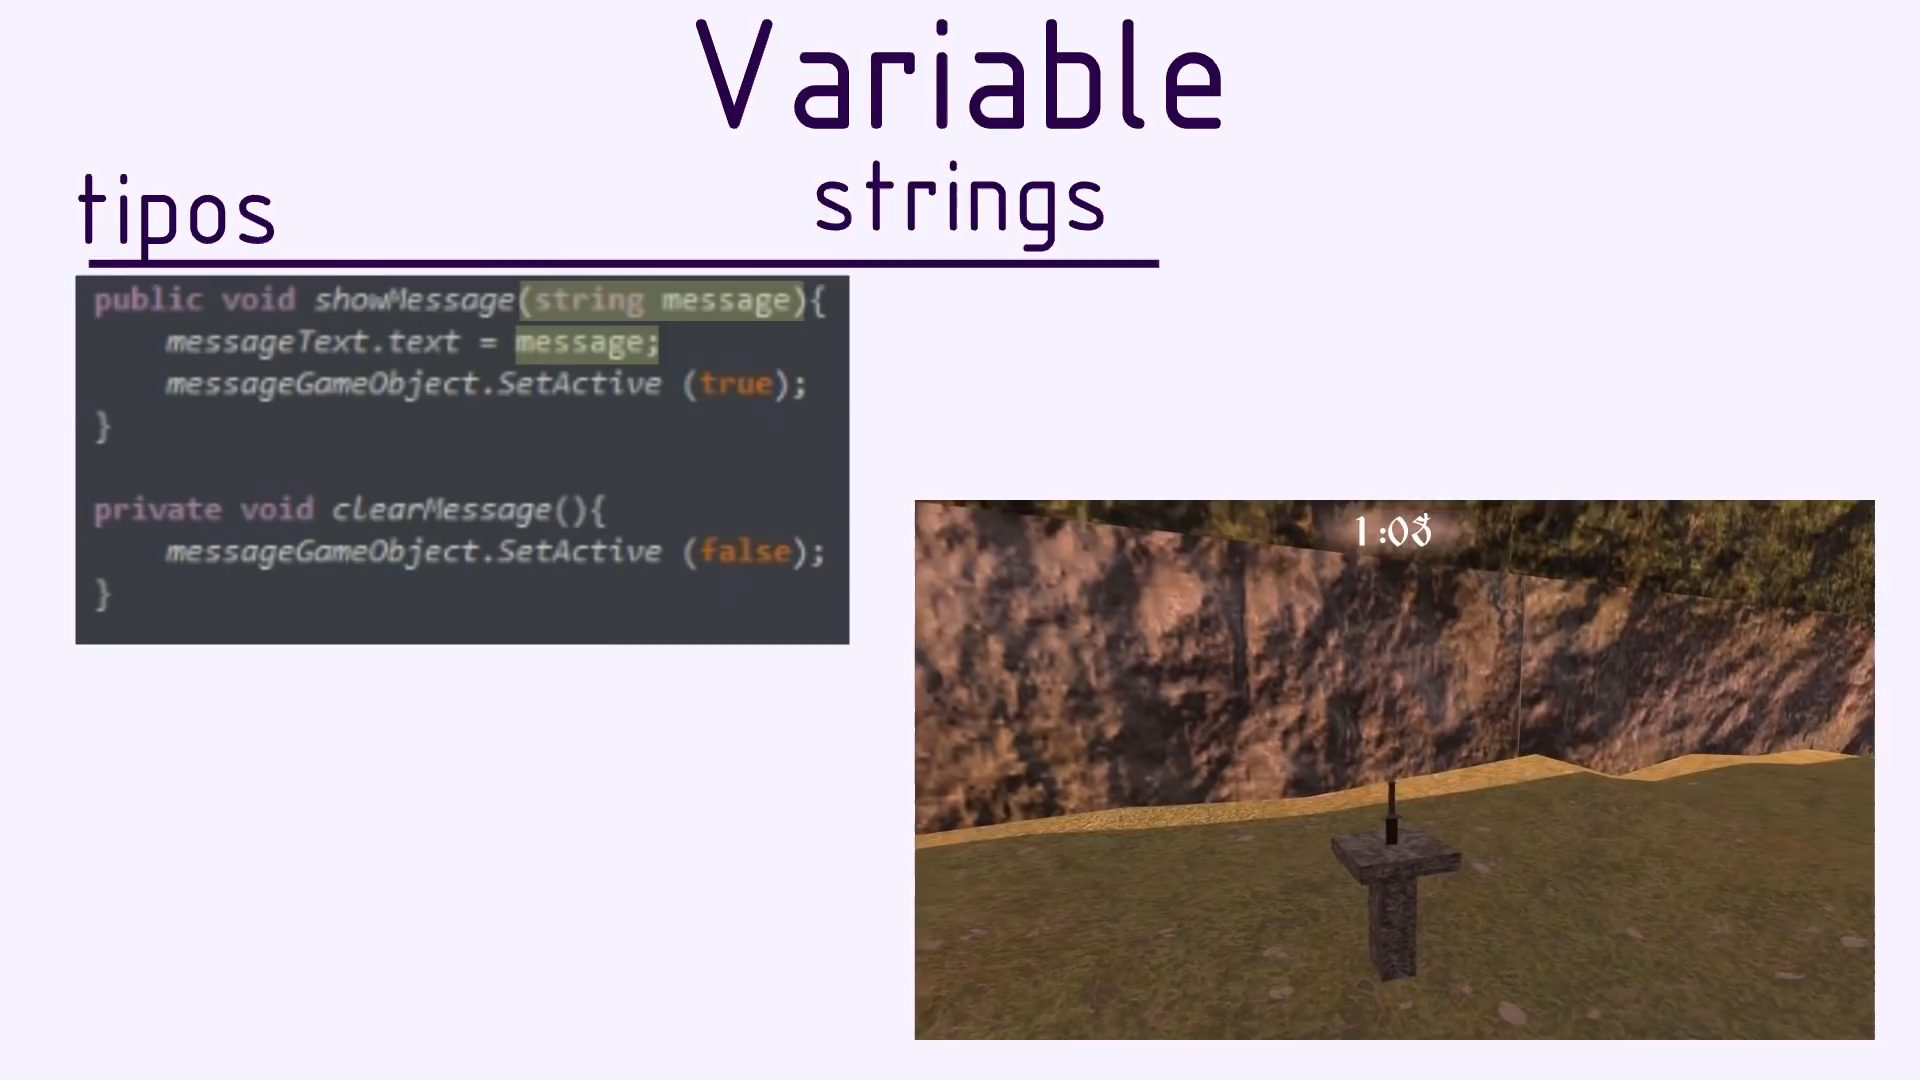 Variable
strings
tipos
public void showMessage(string message){
messageText.text = message;
messageGameObject.SetActive (true);
}
private void clearMessage(){
messageGameObject.SetActive (false);
}
1:08